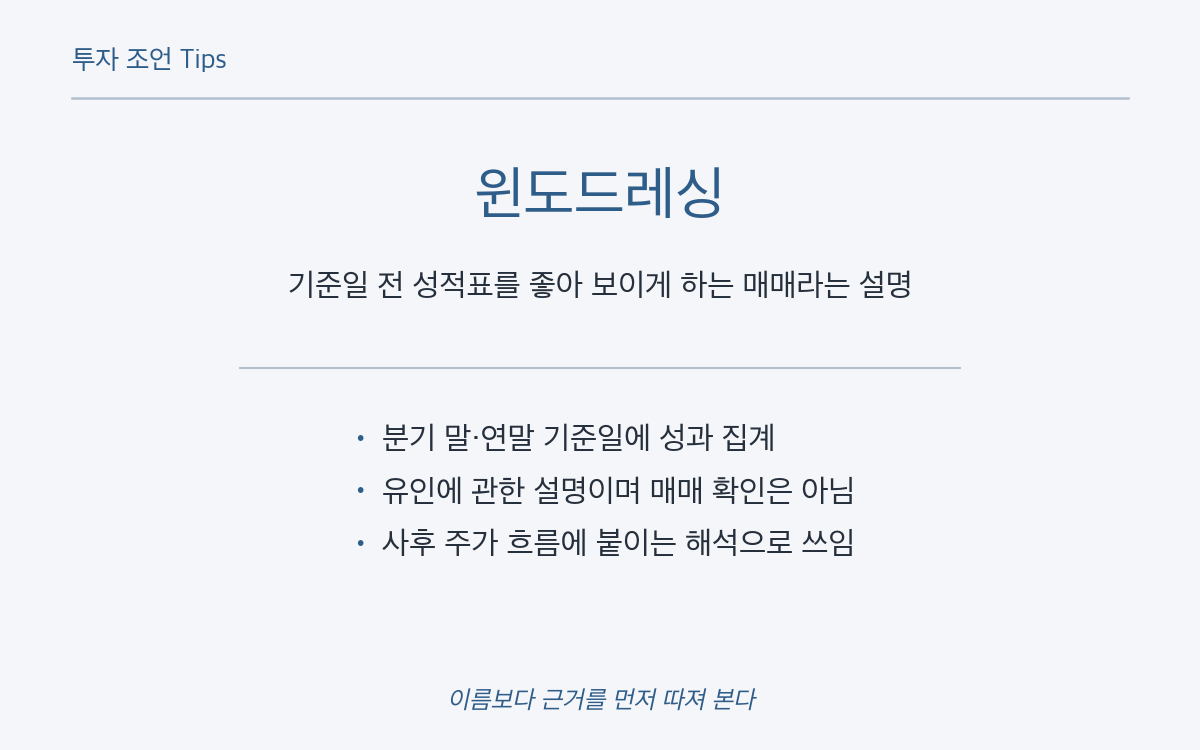 투자 조언 Tips
윈도드레싱
기준일 전 성적표를 좋아 보이게 하는 매매라는 설명
• 분기 말·연말 기준일에 성과 집계
• 유인에 관한 설명이며 매매 확인은 아님
• 사후 주가 흐름에 붙이는 해석으로 쓰임
이름보다 근거를 먼저 따져 본다